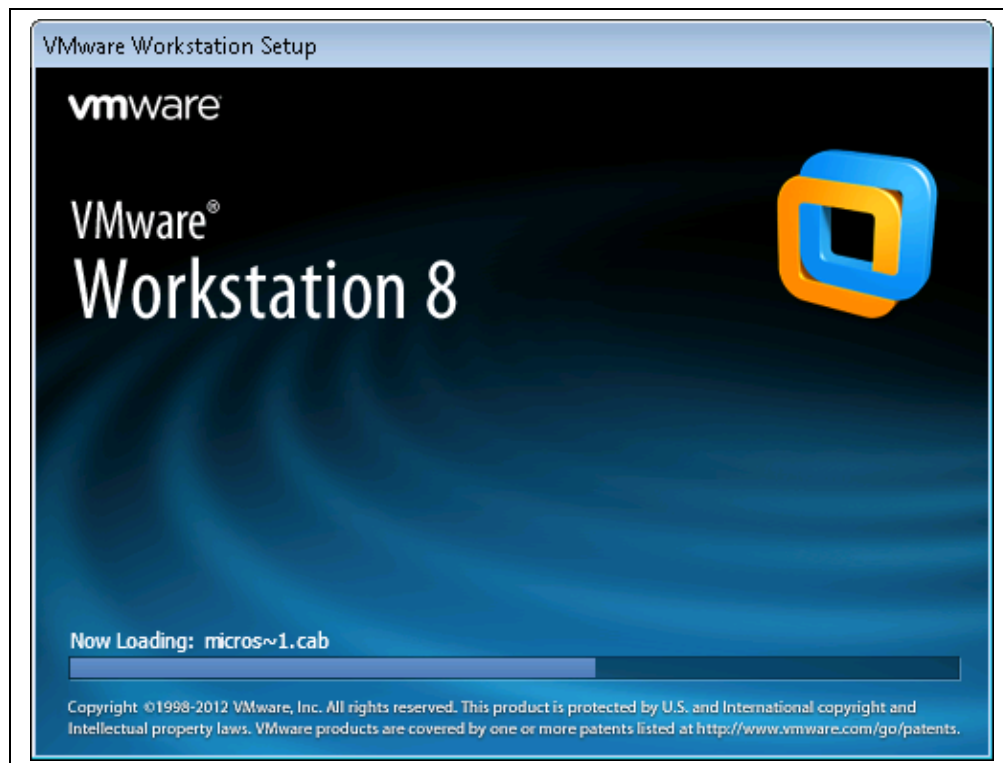 VMware Workstation Setup
vmware
VMware®
Workstation 8
Now Loading: micros~1.cab
Copyright ©1998-2012 VMware, Inc. All rights reserved. This product is protected by U.S. and International copyright and
Intellectual property laws. VMware products are covered by one or more patents listed at http://www.vmware.com/go/patents.